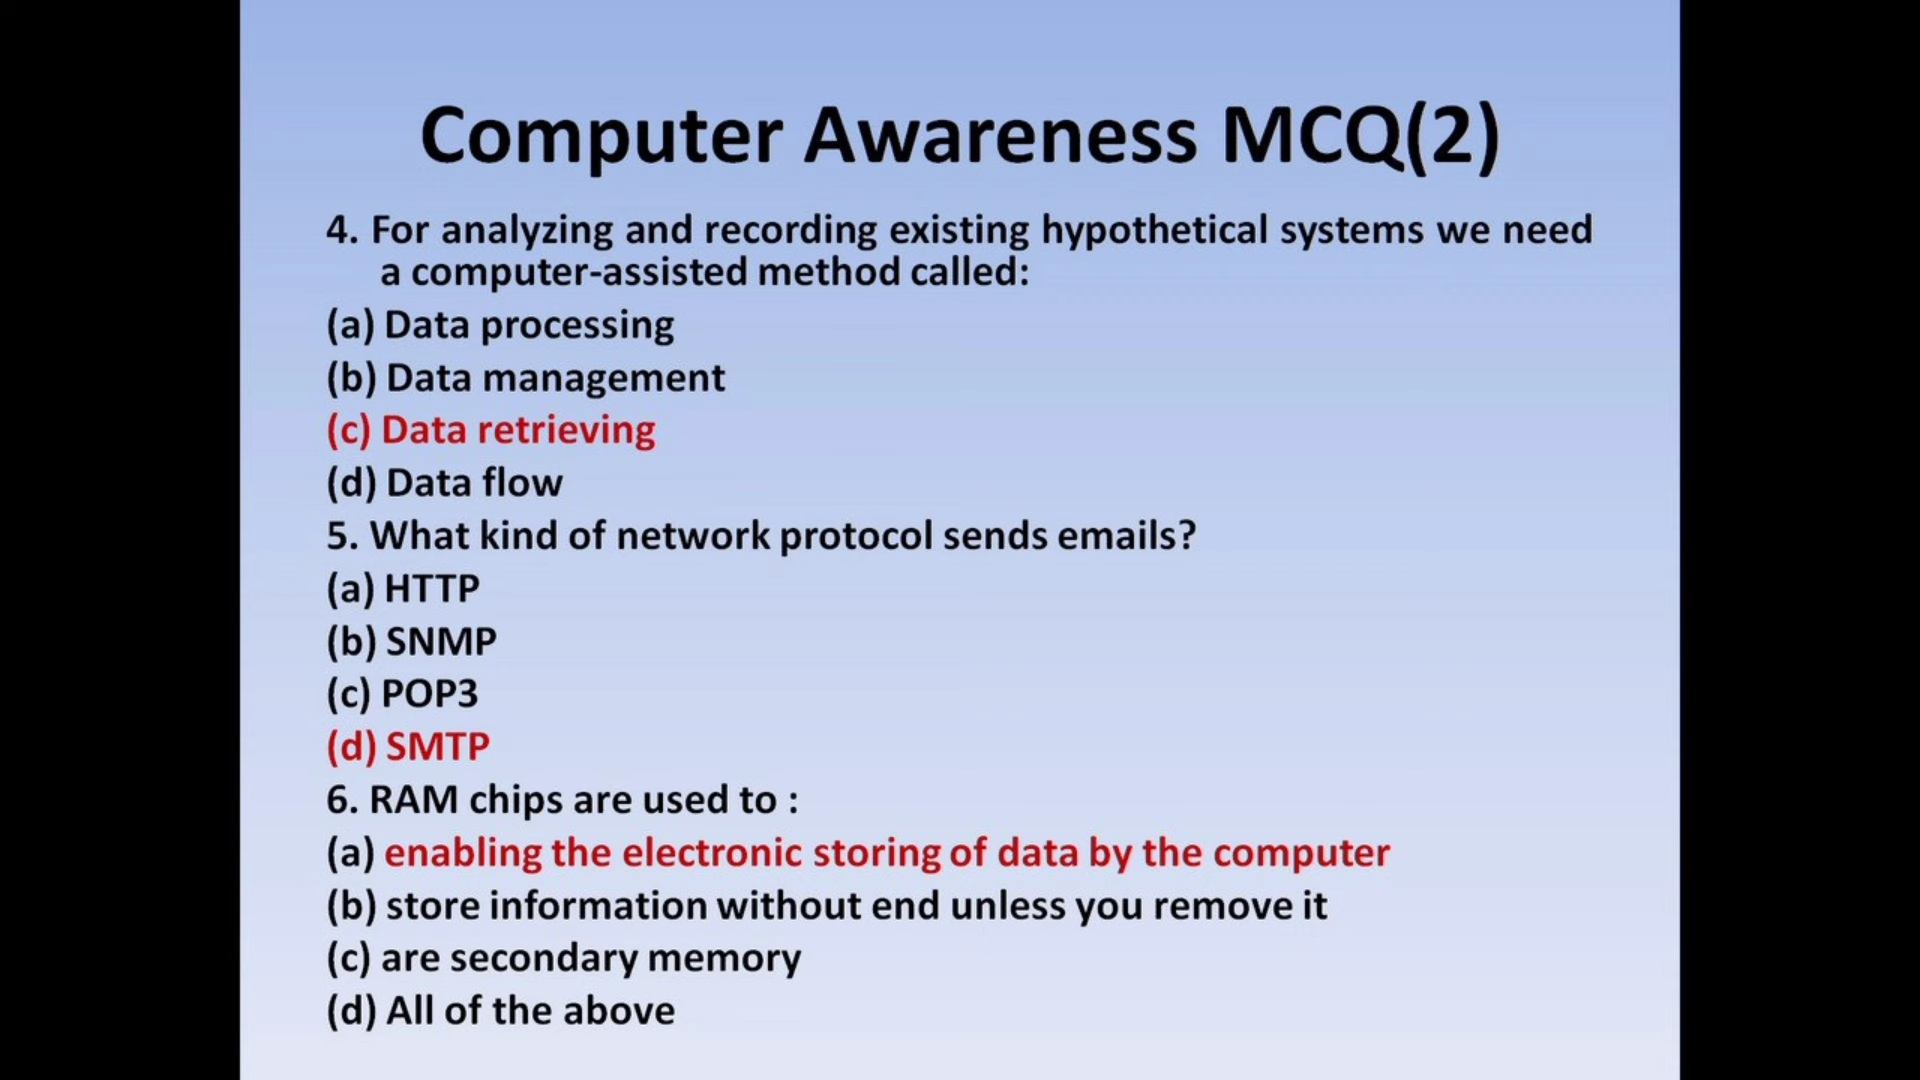 Computer Awareness MCQ(2)
4. For analyzing and recording existing hypothetical systems we need
a computer-assisted method called:
(a) Data processing
(b) Data management
(c) Data retrieving
(d) Data flow
5. What kind of network protocol sends emails?
(a) HTTP
(b) SNMP
(c) POP3
(d) SMTP
6. RAM chips are used to :
(a) enabling the electronic storing of data by the computer
(b) store information without end unless you remove it
(c) are secondary memory
(d) All of the above